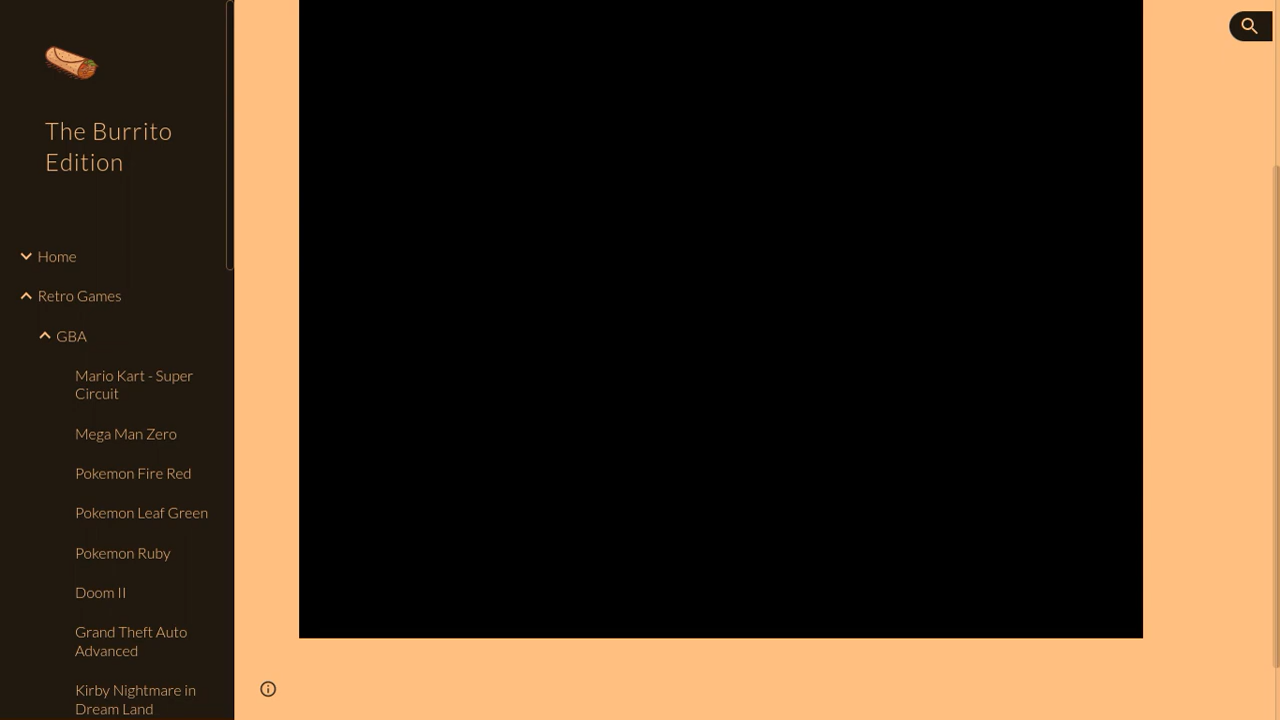 The Burrito
Edition
Home
Retro Games
GBA
Mario Kart - Super
Circuit
Mega Man Zero
Pokemon Fire Red
Pokemon Leaf Green
Pokemon Ruby
Doom II
Grand Theft Auto
Advanced
Kirby Nightmare in
Dream Land